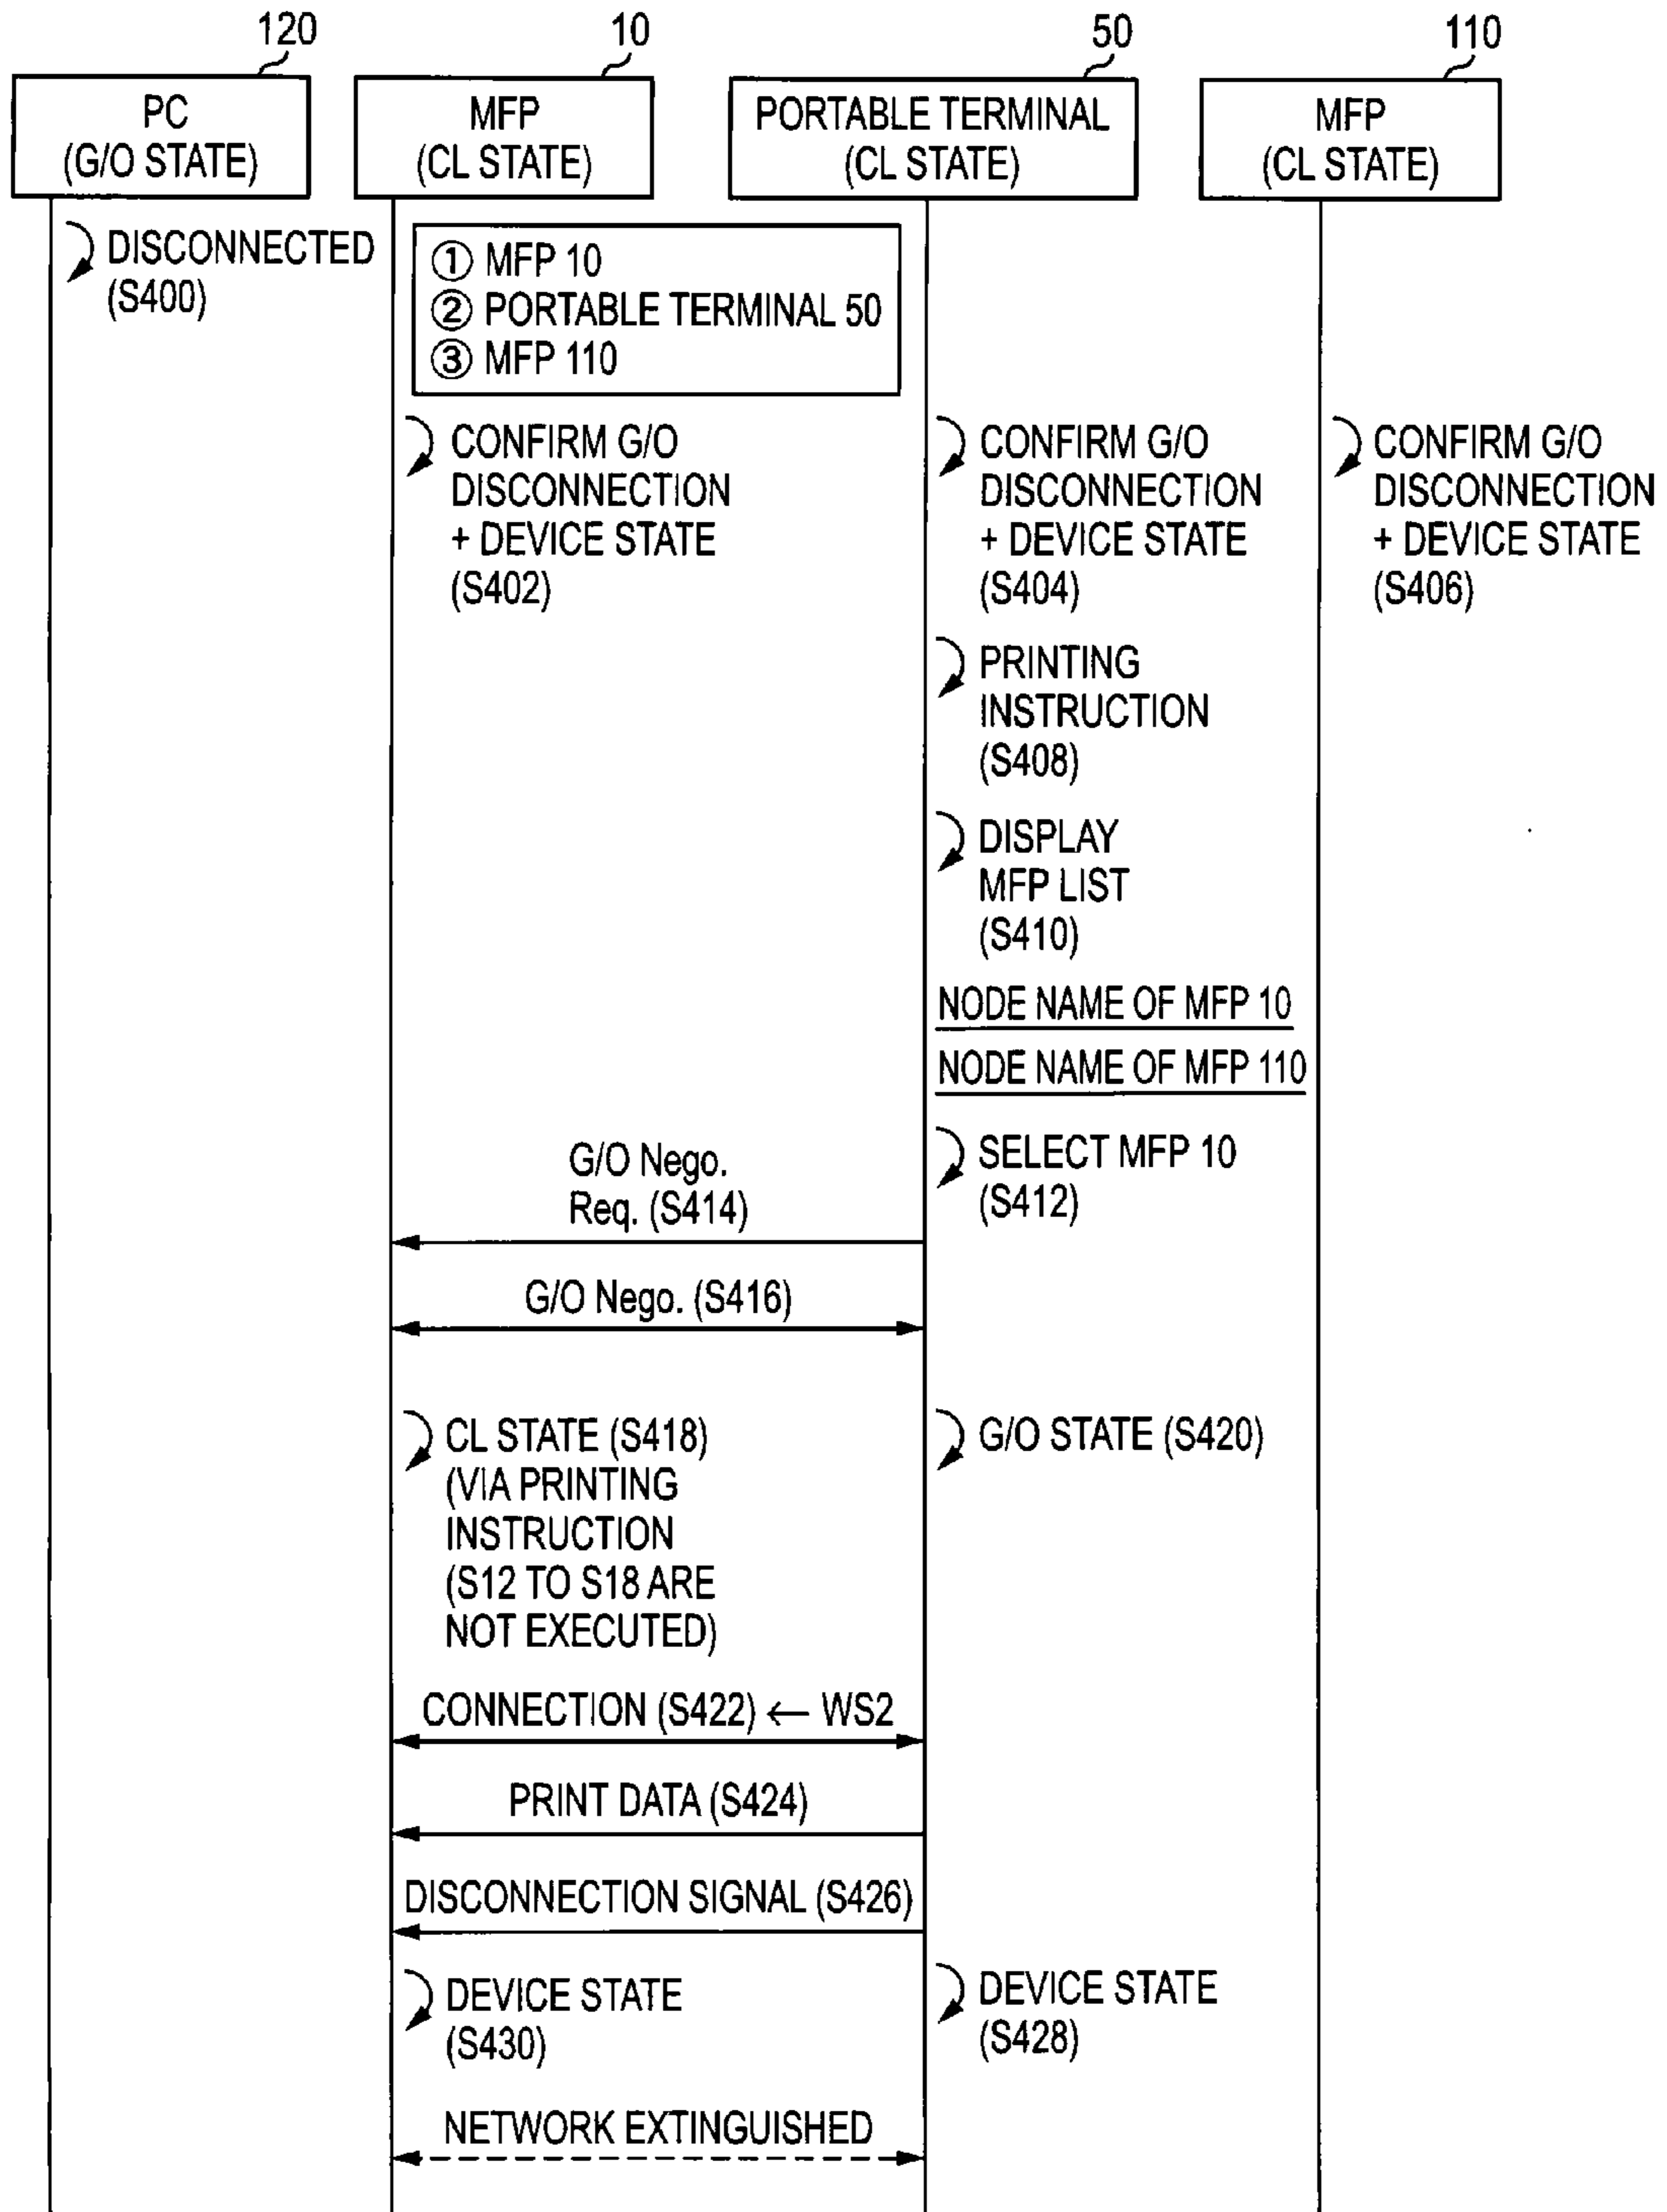 120
10
50
110
PC
(G/O STATE)
MFP
(CL STATE)
PORTABLE TERMINAL
(CL STATE)
MFP
(CL STATE)
DISCONNECTED
(S400)
① MFP 10
② PORTABLE TERMINAL 50
③ MFP 110
CONFIRM G/O
DISCONNECTION
+ DEVICE STATE
(S402)
CONFIRM G/O
DISCONNECTION
+ DEVICE STATE
(S404)
CONFIRM G/O
DISCONNECTION
+ DEVICE STATE
(S406)
PRINTING
INSTRUCTION
(S408)
DISPLAY
MFP LIST
(S410)
NODE NAME OF MFP 10
NODE NAME OF MFP 110
SELECT MFP 10
(S412)
G/O Nego.
Req. (S414)
G/O Nego. (S416)
CL STATE (S418)
(VIA PRINTING
INSTRUCTION
(S12 TO S18 ARE
NOT EXECUTED)
G/O STATE (S420)
CONNECTION (S422) ← WS2
PRINT DATA (S424)
DISCONNECTION SIGNAL (S426)
DEVICE STATE
(S430)
DEVICE STATE
(S428)
NETWORK EXTINGUISHED